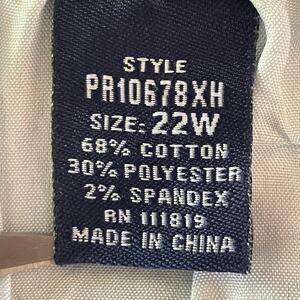 STYLE
PR10678XH
SIZE: 22W
68% COTTON
30% POLYESTER
2% SPANDEX
RN 111819
MADE IN CHINA